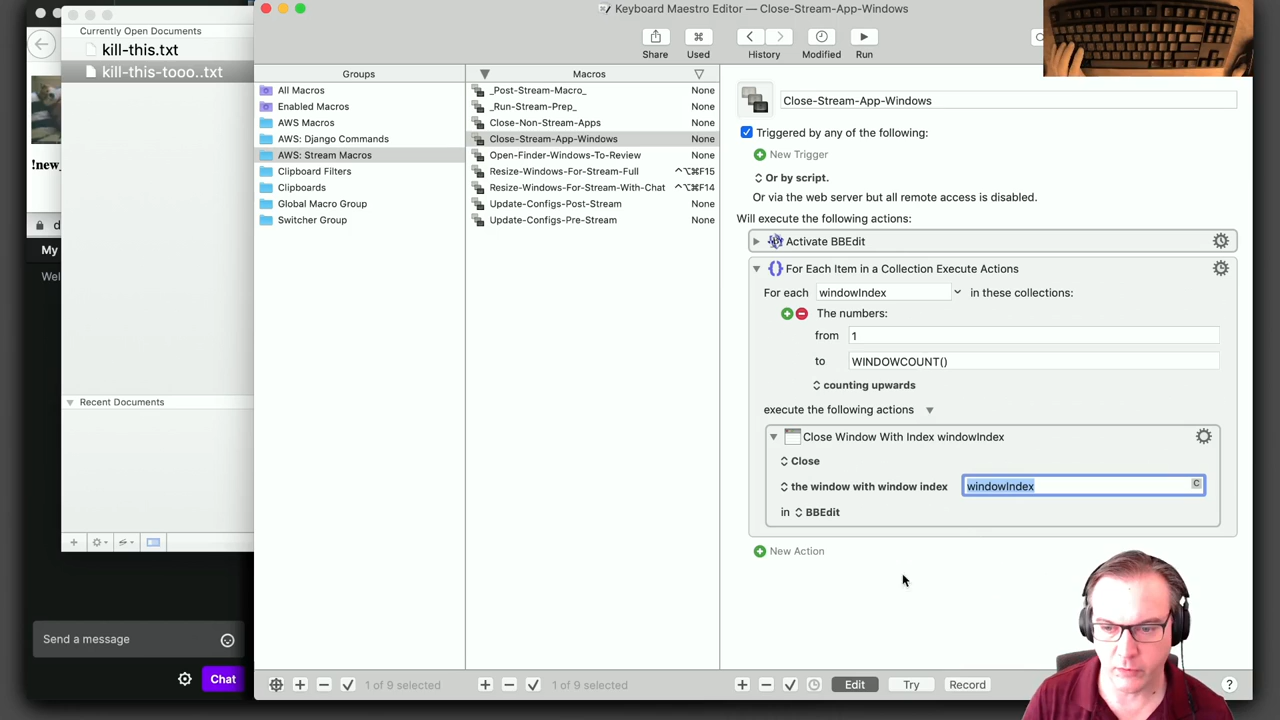 Currently Open Documents
kill-this.txt
kill-this-tooo..txt
Recent Documents
!new_
d
My
Wel
Send a message
Chat
Keyboard Maestro Editor — Close-Stream-App-Windows
Share
Used
History
Modified
Run
Groups
All Macros
Enabled Macros
AWS Macros
AWS: Django Commands
AWS: Stream Macros
Clipboard Filters
Clipboards
Global Macro Group
Switcher Group
1 of 9 selected
Macros
_Post-Stream-Macro_ None
_Run-Stream-Prep_ None
Close-Non-Stream-Apps None
Close-Stream-App-Windows None
Open-Finder-Windows-To-Review None
Resize-Windows-For-Stream-Full ^⌥⌘F15
Resize-Windows-For-Stream-With-Chat ^⌥⌘F14
Update-Configs-Post-Stream None
Update-Configs-Pre-Stream None
1 of 9 selected
Close-Stream-App-Windows
Triggered by any of the following:
New Trigger
Or by script.
Or via the web server but all remote access is disabled.
Will execute the following actions:
Activate BBEdit
For Each Item in a Collection Execute Actions
For each windowIndex in these collections:
The numbers:
from 1
to WINDOWCOUNT()
counting upwards
execute the following actions
Close Window With Index windowIndex
Close
the window with window index windowIndex C
in BBEdit
New Action
Edit Try Record ?